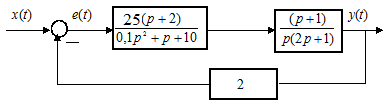 x(t)
e(t)
25(p+2)
0,1p²+p+10
(p+1)
p(2p+1)
y(t)
2